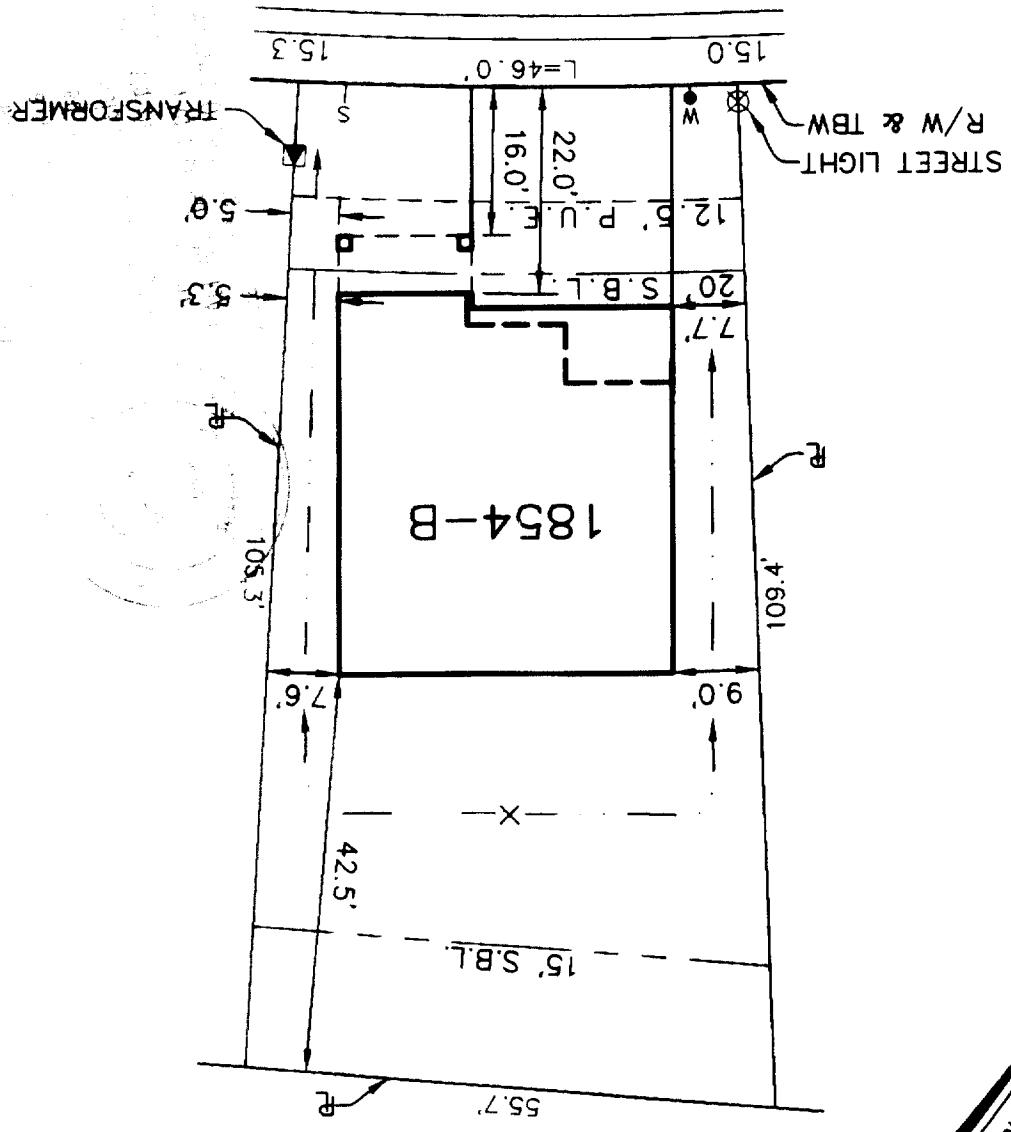 55.7'
PL
15' S.B.L.
42.5'
X
9.0'
7.6'
109.4'
105.3'
1854-B
PL
PL
7.7'
5.3'
20' S.B.L.
5.0'
12.5' P.U.E.
22.0'
16.0'
STREET LIGHT
R/W & TBW
W
S
TRANSFORMER
15.0
L=46.0'
15.3